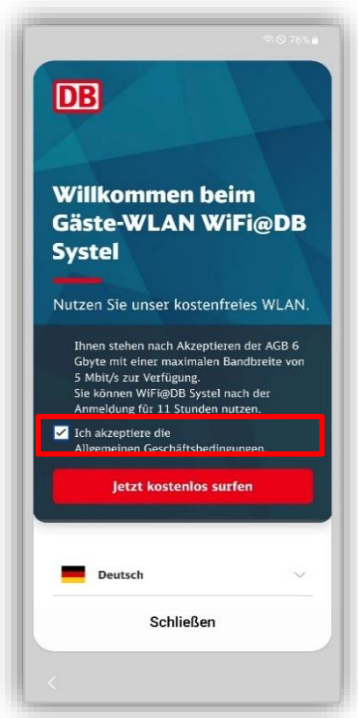 76%
DB
Willkommen beim
Gäste-WLAN WiFi@DB
Systel
Nutzen Sie unser kostenfreies WLAN.
Ihnen stehen nach Akzeptieren der AGB 6
Gbyte mit einer maximalen Bandbreite von
5 Mbit/s zur Verfügung.
Sie können WiFi@DB Systel nach der
Anmeldung für 11 Stunden nutzen.
Ich akzeptiere die
Allgemeinen Geschäftsbedingungen.
Jetzt kostenlos surfen
Deutsch
Schließen